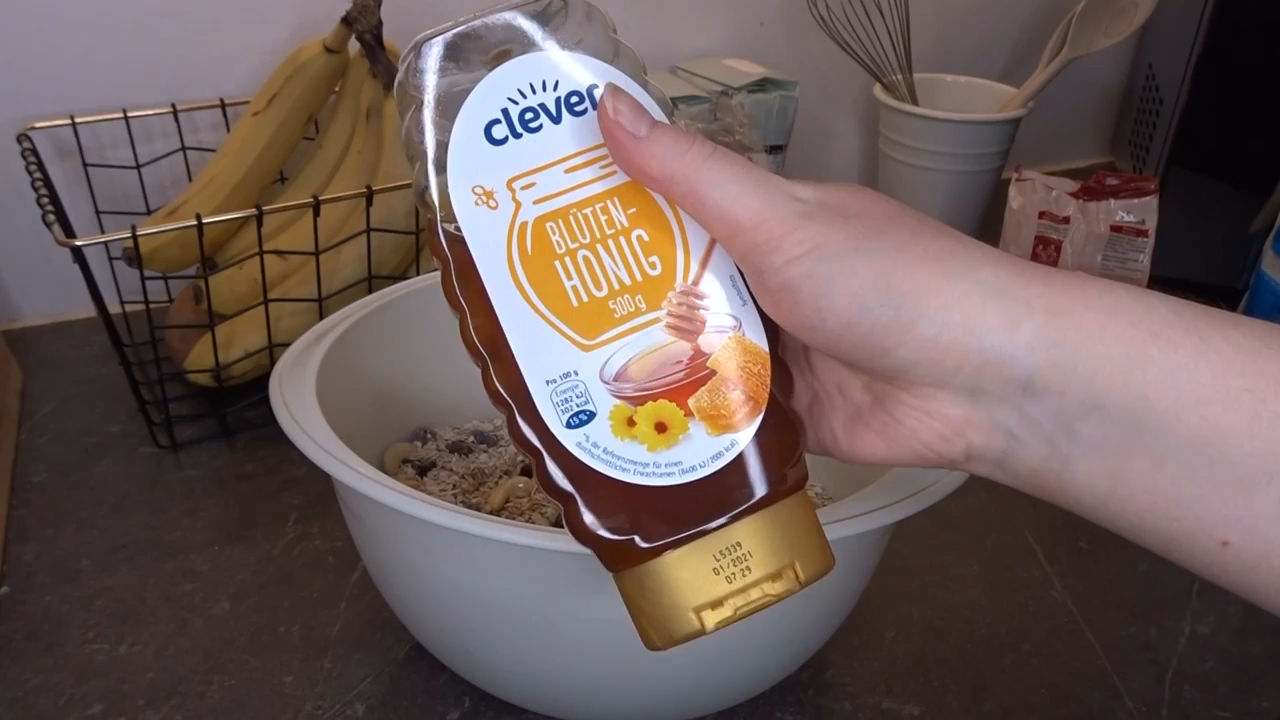 clever
BLÜTEN-
HONIG
500g
Pro 100 g
Energie
1282 kJ
302 kcal
15 %*
*% der Referenzmenge für einen
durchschnittlichen Erwachsenen (8400 kJ/2000 kcal)
L5339
01/2021
07:29